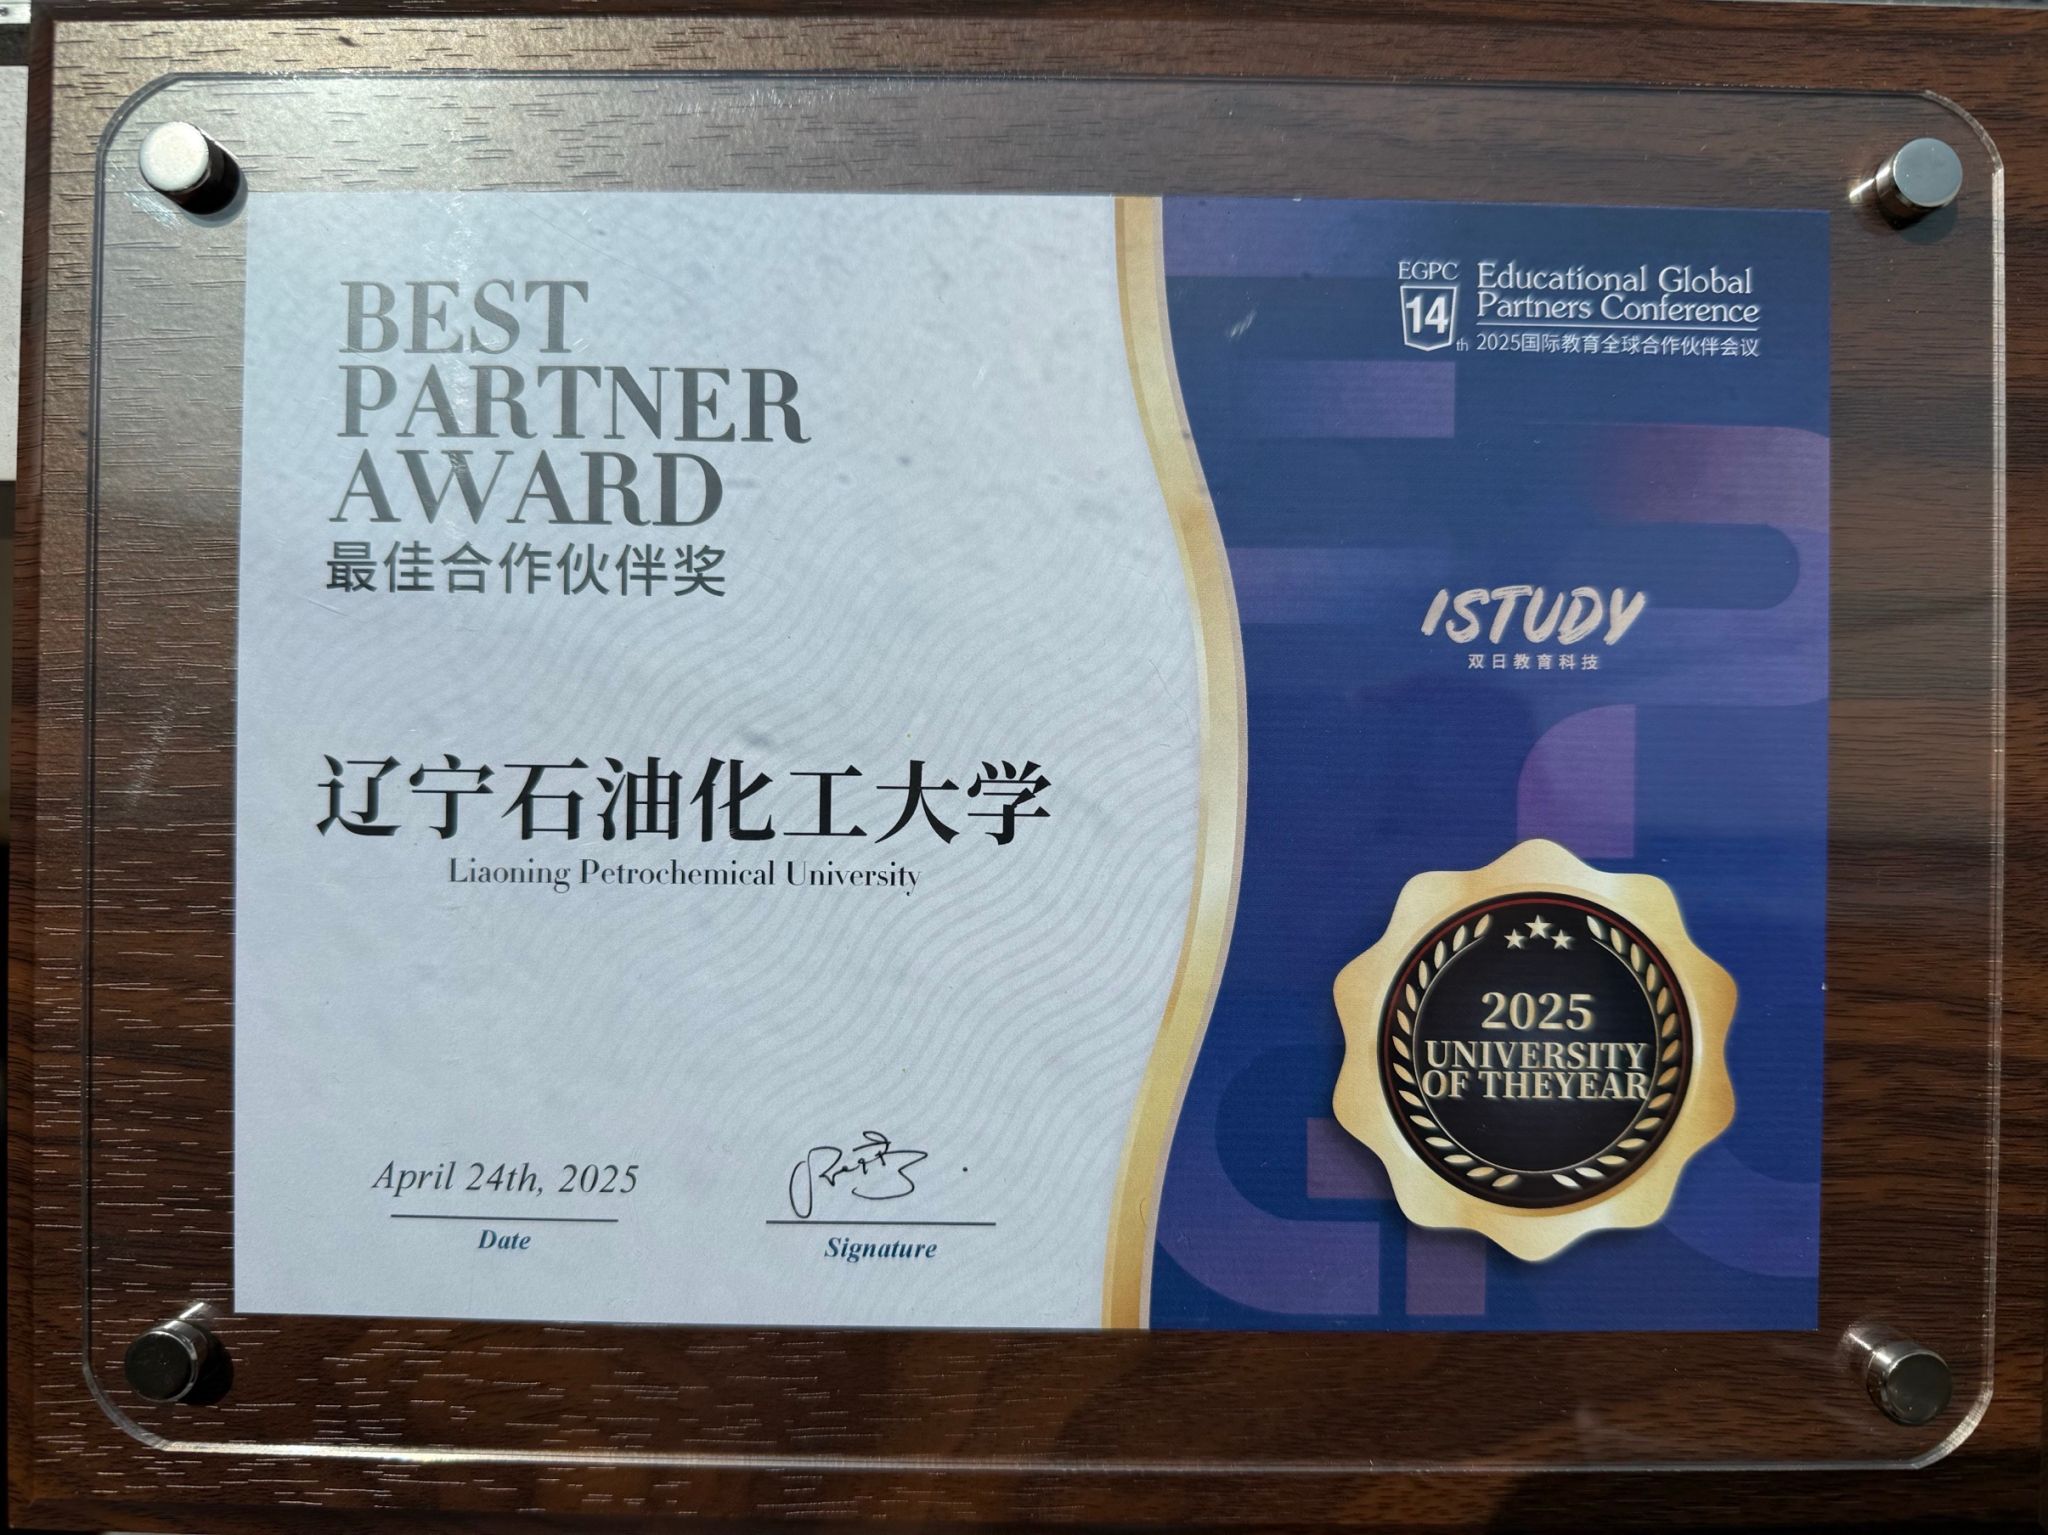 BEST
PARTNER
AWARD
最佳合作伙伴奖
辽宁石油化工大学
Liaoning Petrochemical University
April 24th, 2025
Date
Signature
EGPC
14
th
Educational Global
Partners Conference
2025国际教育全球合作伙伴会议
ISTUDY
双日教育科技
2025
UNIVERSITY
OF THEYEAR